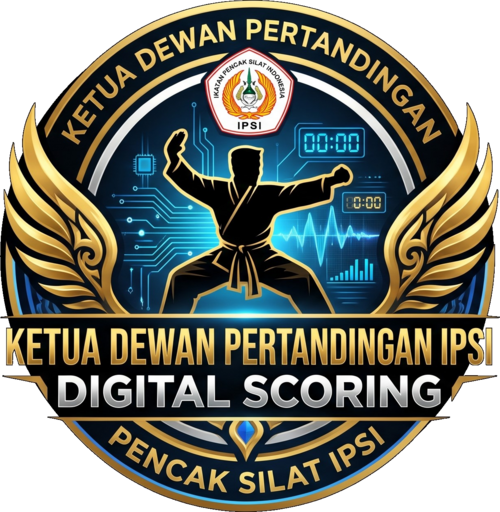 KETUA DEWAN PERTANDINGAN
IKATAN PENCAK SILAT INDONESIA
IPSI
00:00
0:00
KETUA DEWAN PERTANDINGAN IPSI
DIGITAL SCORING
PENCAK SILAT IPSI